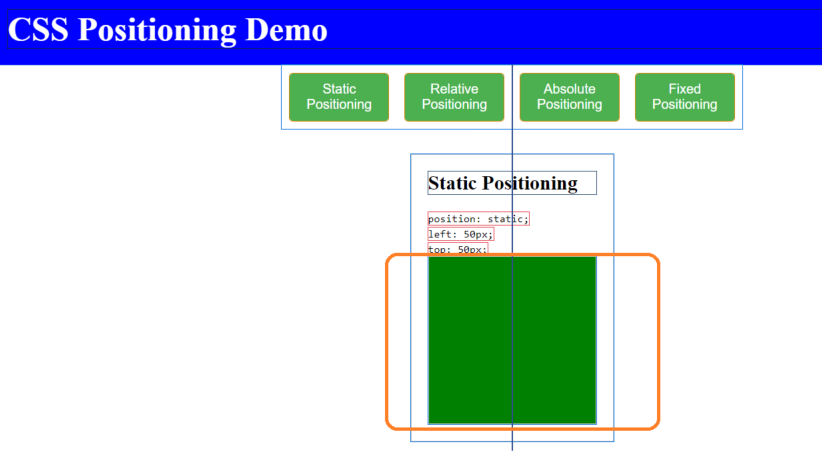 CSS Positioning Demo
Static
Positioning
Relative
Positioning
Absolute
Positioning
Fixed
Positioning
Static Positioning
position: static;
left: 50px;
top: 50px;